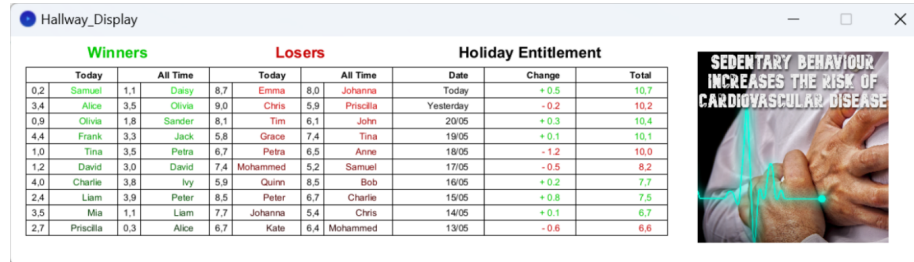 Hallway_Display
Winners Losers Holiday Entitlement
Today All Time Today All Time Date Change Total
0,2 Samuel 1,1 Daisy 8,7 Emma 8,0 Johanna Today + 0.5 10,7
3,4 Alice 3,5 Olivia 9,0 Chris 5,9 Priscilla Yesterday - 0.2 10,2
0,9 Olivia 1,8 Sander 8,1 Tim 6,1 John 20/05 + 0.3 10,4
4,4 Frank 3,3 Jack 5,8 Grace 7,4 Tina 19/05 + 0.1 10,1
1,0 Tina 3,5 Petra 6,7 Petra 6,5 Anne 18/05 - 1.2 10,0
1,2 David 3,0 David 7,4 Mohammed 5,2 Samuel 17/05 - 0.5 8,2
4,0 Charlie 3,8 Ivy 5,9 Quinn 8,5 Bob 16/05 + 0.2 7,7
2,4 Liam 3,9 Peter 8,5 Peter 6,7 Charlie 15/05 + 0.8 7,5
3,5 Mia 1,1 Liam 7,7 Johanna 5,4 Chris 14/05 + 0.1 6,7
2,7 Priscilla 0,3 Alice 6,7 Kate 6,4 Mohammed 13/05 - 0.6 6,6
SEDENTARY BEHAVIOUR
INCREASES THE RISK OF
CARDIOVASCULAR DISEASE